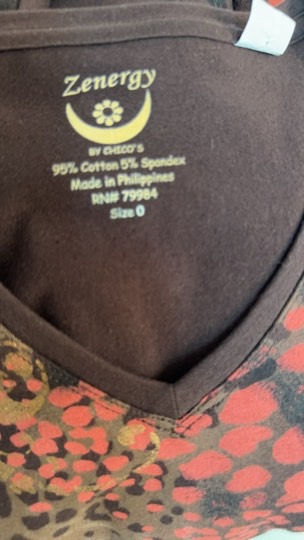 Zenergy
BY CHICO'S
95% Cotton 5% Spandex
Made in Philippines
RN# 79984
Size 0